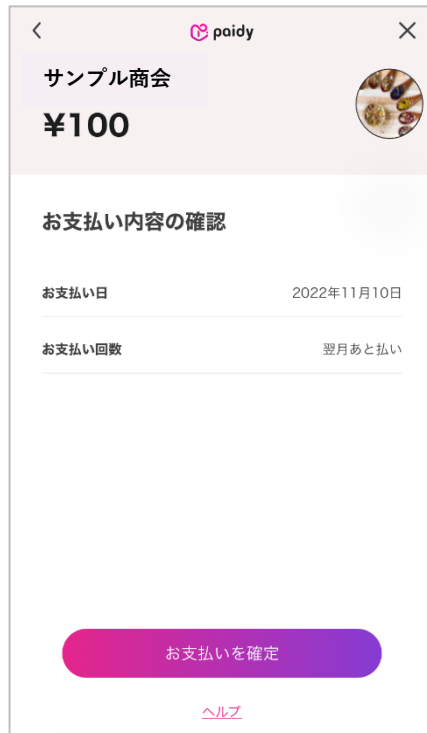 paidy
サンプル商会
¥100
お支払い内容の確認
お支払い日 2022年11月10日
お支払い回数 翌月あと払い
お支払いを確定
ヘルプ